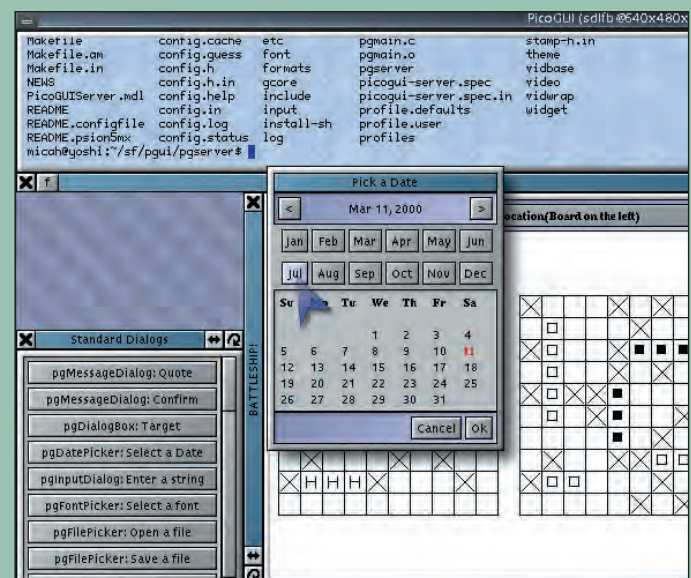 PicoGUI (sdlfb@640x480x
Makefile config.cache etc pgmain.c stamp-h.in
Makefile.am config.guess font pgmain.o theme
Makefile.in config.h formats pgserver vidbase
NEWS config.h.in gcore picogui-server.spec video
PicoGUIServer.mdl config.help include picogui-server.spec.in vidwrap
README config.in input profile.defaults widget
README.configfile config.log install-sh profile.user
README.psion5mx config.status log profiles
micah@yoshi:~/sf/pgui/pgserver$
f
Pick a Date
< Mar 11, 2000 >
Jan Feb Mar Apr May Jun
Jul Aug Sep Oct Nov Dec
Su Tu We Th Fr Sa
1 2 3 4
5 6 7 8 9 10 11
12 13 14 15 16 17 18
19 20 21 22 23 24 25
26 27 28 29 30 31
Cancel Ok
ocation(Board on the left)
BATTLESHIP!
Standard Dialogs
pgMessageDialog: Quote
pgMessageDialog: Confirm
pgDialogBox: Target
pgDatePicker: Select a Date
pgInputDialog: Enter a string
pgFontPicker: Select a font
pgFilePicker: Open a file
pgFilePicker: Save a file
H H H